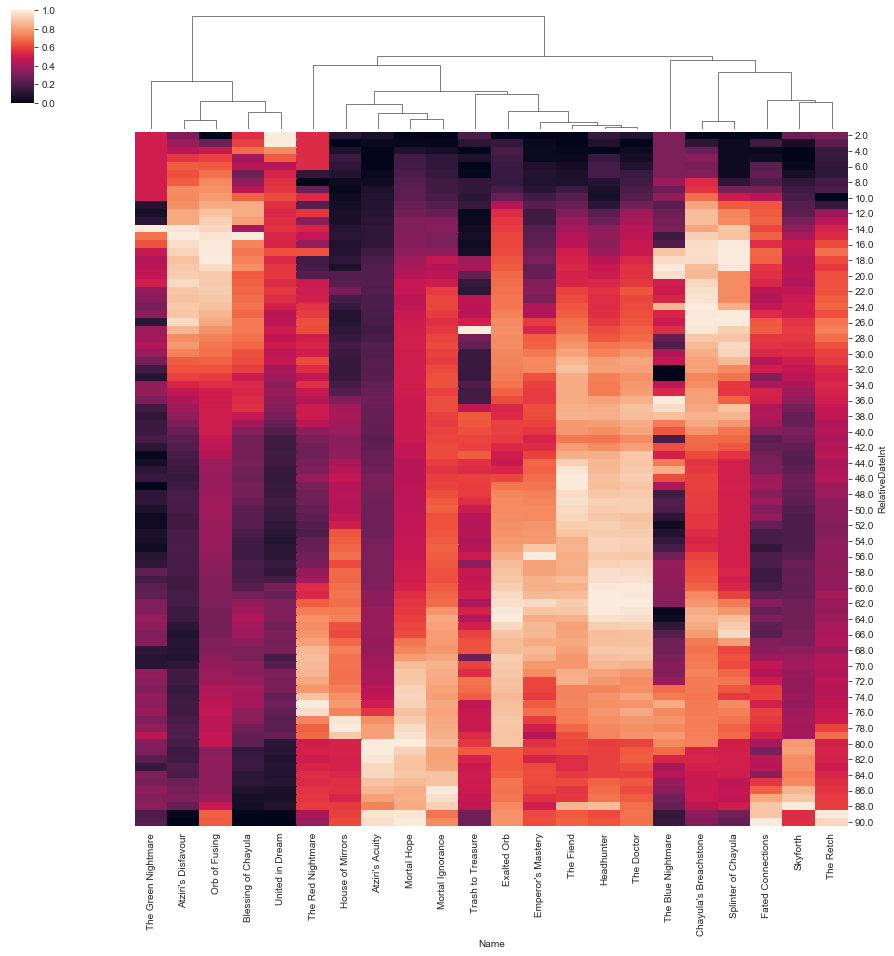 1.0
0.8
0.6
0.4
0.2
0.0
2.0
4.0
6.0
8.0
10.0
12.0
14.0
16.0
18.0
20.0
22.0
24.0
26.0
28.0
30.0
32.0
34.0
36.0
38.0
40.0
42.0
44.0
46.0
48.0
50.0
52.0
54.0
56.0
58.0
60.0
62.0
64.0
66.0
68.0
70.0
72.0
74.0
76.0
78.0
80.0
82.0
84.0
86.0
88.0
90.0
RelativeDateInt
The Green Nightmare
Atziri's Disfavour
Orb of Fusing
Blessing of Chayula
United in Dream
The Red Nightmare
House of Mirrors
Atziri's Acuity
Mortal Hope
Mortal Ignorance
Trash to Treasure
Exalted Orb
Emperor's Mastery
The Fiend
Headhunter
The Doctor
The Blue Nightmare
Chayula's Breachstone
Splinter of Chayula
Fated Connections
Skyforth
The Retch
Name